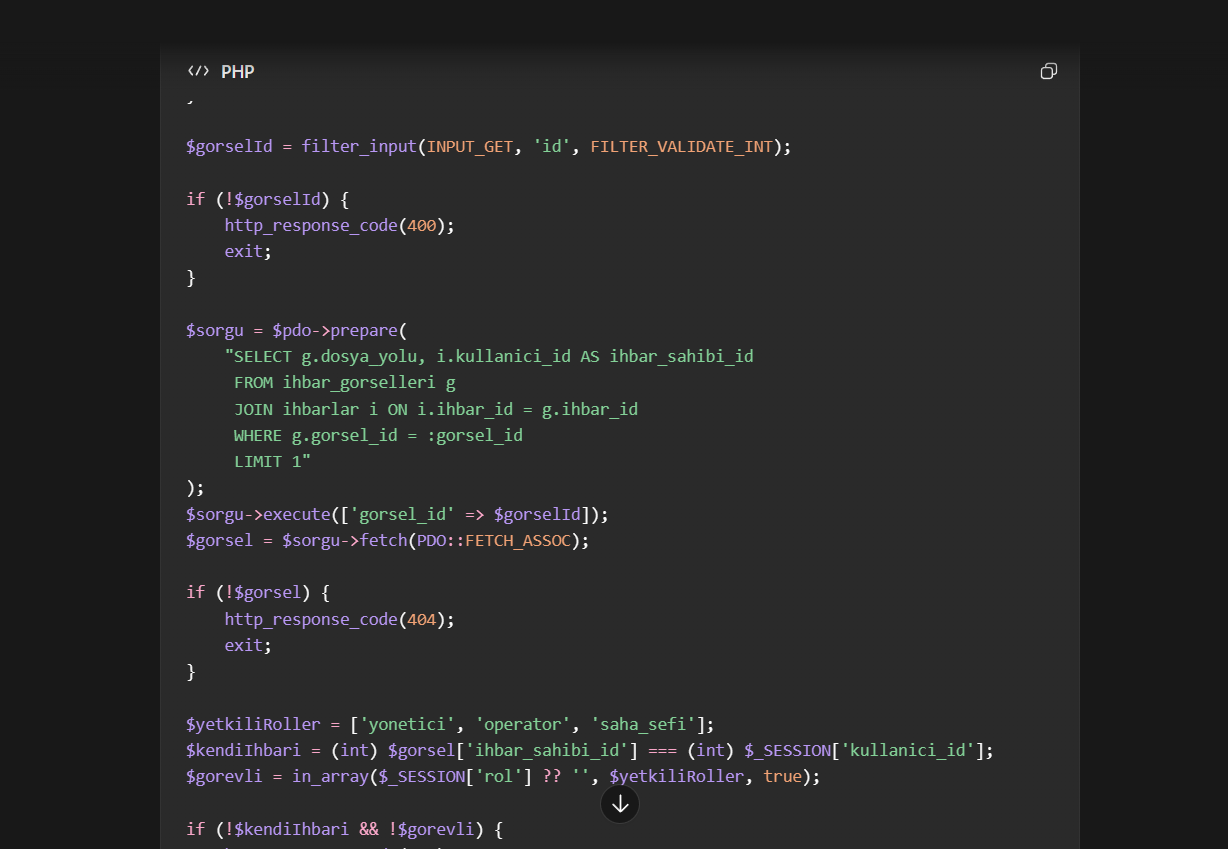 </> PHP
}
$gorselId = filter_input(INPUT_GET, 'id', FILTER_VALIDATE_INT);
if (!$gorselId) {
    http_response_code(400);
    exit;
}
$sorgu = $pdo->prepare(
    "SELECT g.dosya_yolu, i.kullanici_id AS ihbar_sahibi_id
     FROM ihbar_gorselleri g
     JOIN ihbarlar i ON i.ihbar_id = g.ihbar_id
     WHERE g.gorsel_id = :gorsel_id
     LIMIT 1"
);
$sorgu->execute(['gorsel_id' => $gorselId]);
$gorsel = $sorgu->fetch(PDO::FETCH_ASSOC);
if (!$gorsel) {
    http_response_code(404);
    exit;
}
$yetkiliRoller = ['yonetici', 'operator', 'saha_sefi'];
$kendiIhbari = (int) $gorsel['ihbar_sahibi_id'] === (int) $_SESSION['kullanici_id'];
$gorevli = in_array($_SESSION['rol'] ?? '', $yetkiliRoller, true);
if (!$kendiIhbari && !$gorevli) {